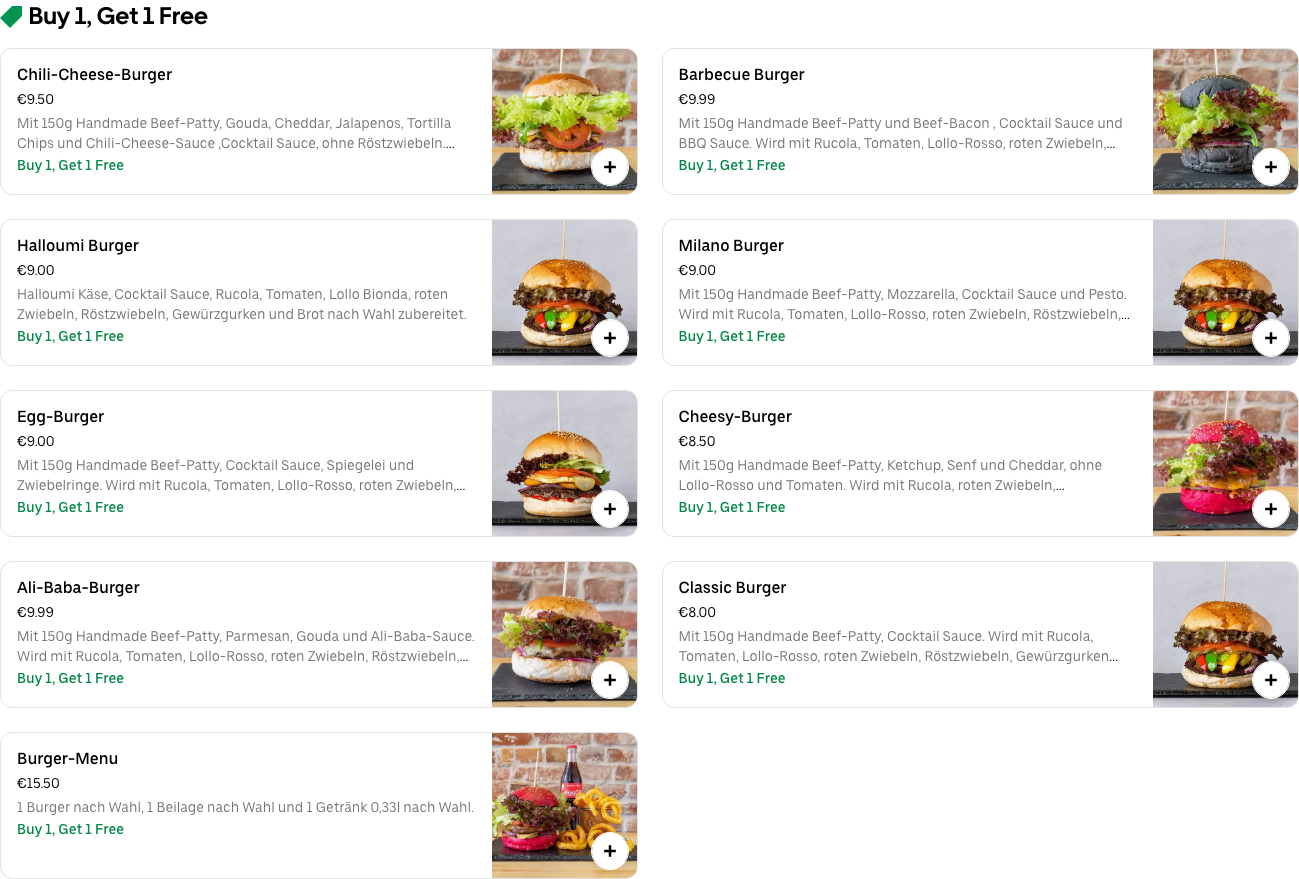 Buy 1, Get 1 Free
Chili-Cheese-Burger
€9.50
Mit 150g Handmade Beef-Patty, Gouda, Cheddar, Jalapenos, Tortilla
Chips und Chili-Cheese-Sauce ,Cocktail Sauce, ohne Röstzwiebeln....
Buy 1, Get 1 Free
Barbecue Burger
€9.99
Mit 150g Handmade Beef-Patty und Beef-Bacon , Cocktail Sauce und
BBQ Sauce. Wird mit Rucola, Tomaten, Lollo-Rosso, roten Zwiebeln,...
Buy 1, Get 1 Free
Halloumi Burger
€9.00
Halloumi Käse, Cocktail Sauce, Rucola, Tomaten, Lollo Bionda, roten
Zwiebeln, Röstzwiebeln, Gewürzgurken und Brot nach Wahl zubereitet.
Buy 1, Get 1 Free
Milano Burger
€9.00
Mit 150g Handmade Beef-Patty, Mozzarella, Cocktail Sauce und Pesto.
Wird mit Rucola, Tomaten, Lollo-Rosso, roten Zwiebeln, Röstzwiebeln,...
Buy 1, Get 1 Free
Egg-Burger
€9.00
Mit 150g Handmade Beef-Patty, Cocktail Sauce, Spiegelei und
Zwiebelringe. Wird mit Rucola, Tomaten, Lollo-Rosso, roten Zwiebeln,...
Buy 1, Get 1 Free
Cheesy-Burger
€8.50
Mit 150g Handmade Beef-Patty, Ketchup, Senf und Cheddar, ohne
Lollo-Rosso und Tomaten. Wird mit Rucola, roten Zwiebeln,...
Buy 1, Get 1 Free
Ali-Baba-Burger
€9.99
Mit 150g Handmade Beef-Patty, Parmesan, Gouda und Ali-Baba-Sauce.
Wird mit Rucola, Tomaten, Lollo-Rosso, roten Zwiebeln, Röstzwiebeln,...
Buy 1, Get 1 Free
Classic Burger
€8.00
Mit 150g Handmade Beef-Patty, Cocktail Sauce. Wird mit Rucola,
Tomaten, Lollo-Rosso, roten Zwiebeln, Röstzwiebeln, Gewürzgurken...
Buy 1, Get 1 Free
Burger-Menu
€15.50
1 Burger nach Wahl, 1 Beilage nach Wahl und 1 Getränk 0,33l nach Wahl.
Buy 1, Get 1 Free